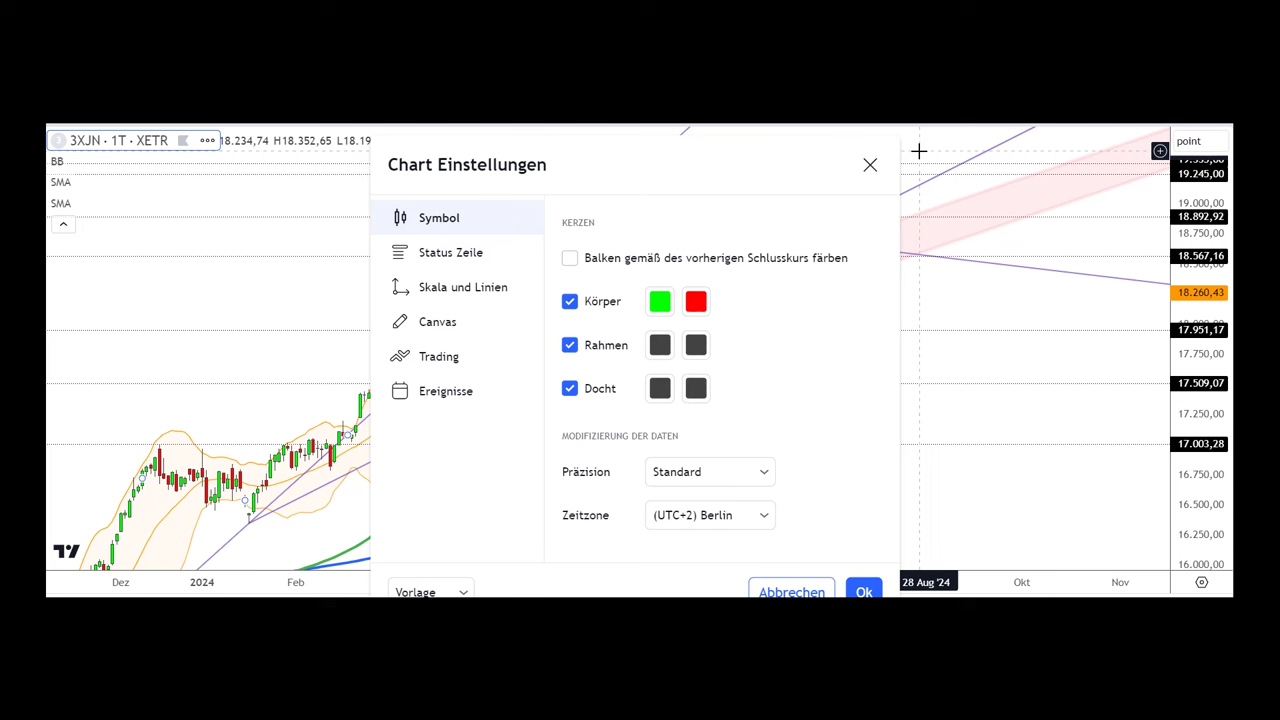 3XJN · 1T · XETR
18.234,74 H18.352,65 L18.19
point
BB
SMA
SMA
Chart Einstellungen
Symbol
Status Zeile
Skala und Linien
Canvas
Trading
Ereignisse
KERZEN
Balken gemäß des vorherigen Schlusskurs färben
Körper
Rahmen
Docht
MODIFIZIERUNG DER DATEN
Präzision
Standard
Zeitzone
(UTC+2) Berlin
Vorlage
Abbrechen
Ok
19.245,00
19.000,00
18.892,92
18.750,00
18.567,16
18.260,43
17.951,17
17.750,00
17.509,07
17.250,00
17.003,28
16.750,00
16.500,00
16.250,00
16.000,00
Dez
2024
Feb
28 Aug '24
Okt
Nov